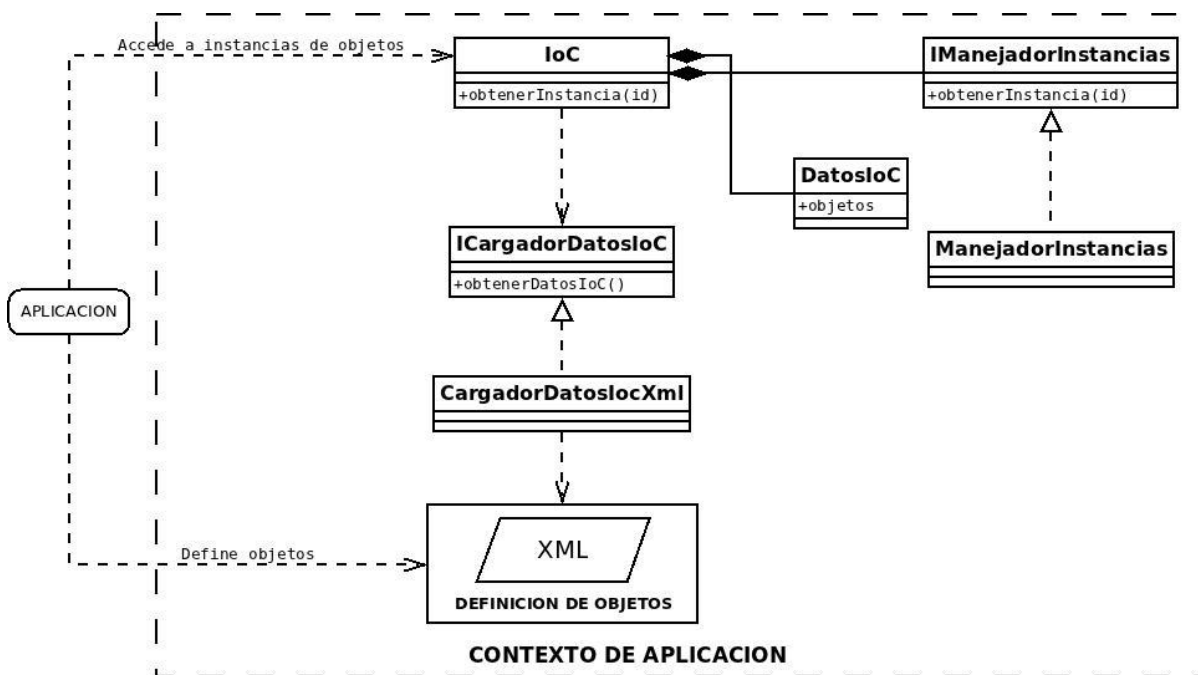 Accede a instancias de objetos
IoC
+obtenerInstancia(id)
IManejadorInstancias
+obtenerInstancia(id)
DatosIoC
+objetos
ICargadorDatosIoC
+obtenerDatosIoC()
ManejadorInstancias
APLICACION
CargadorDatosIocXml
XML
Define objetos
DEFINICION DE OBJETOS
CONTEXTO DE APLICACION